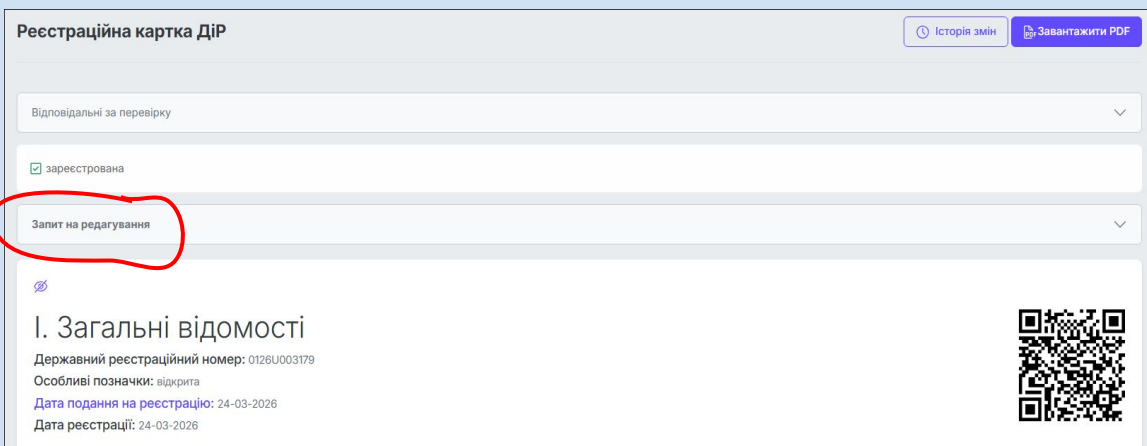 Реєстраційна картка ДіР
Історія змін
PDF Завантажити PDF
Відповідальні за перевірку
зареєстрована
Запит на редагування
І. Загальні відомості
Державний реєстраційний номер: 0126U003179
Особливі позначки: відкрита
Дата подання на реєстрацію: 24-03-2026
Дата реєстрації: 24-03-2026